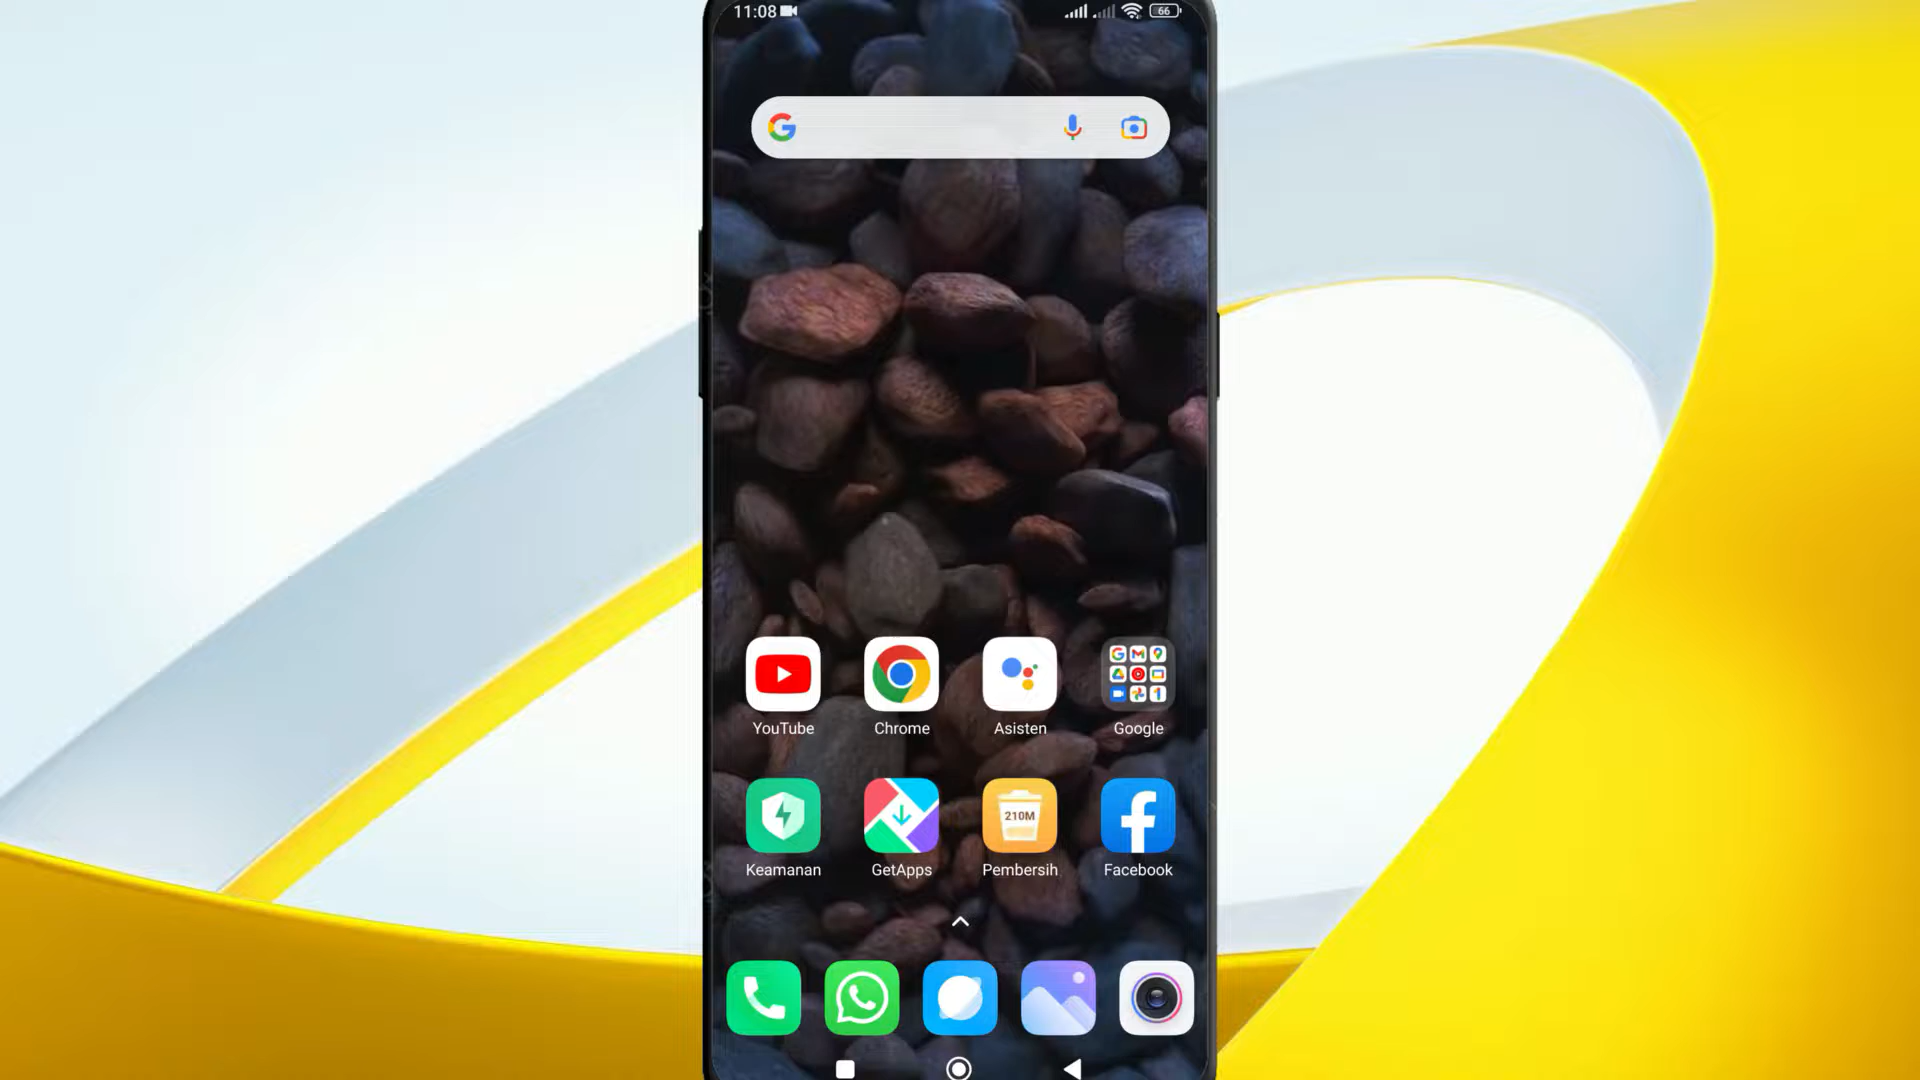 11:08
66
YouTube
Chrome
Asisten
Google
210M
Keamanan
GetApps
Pembersih
Facebook